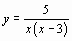 y = 5 / (x(x − 3))